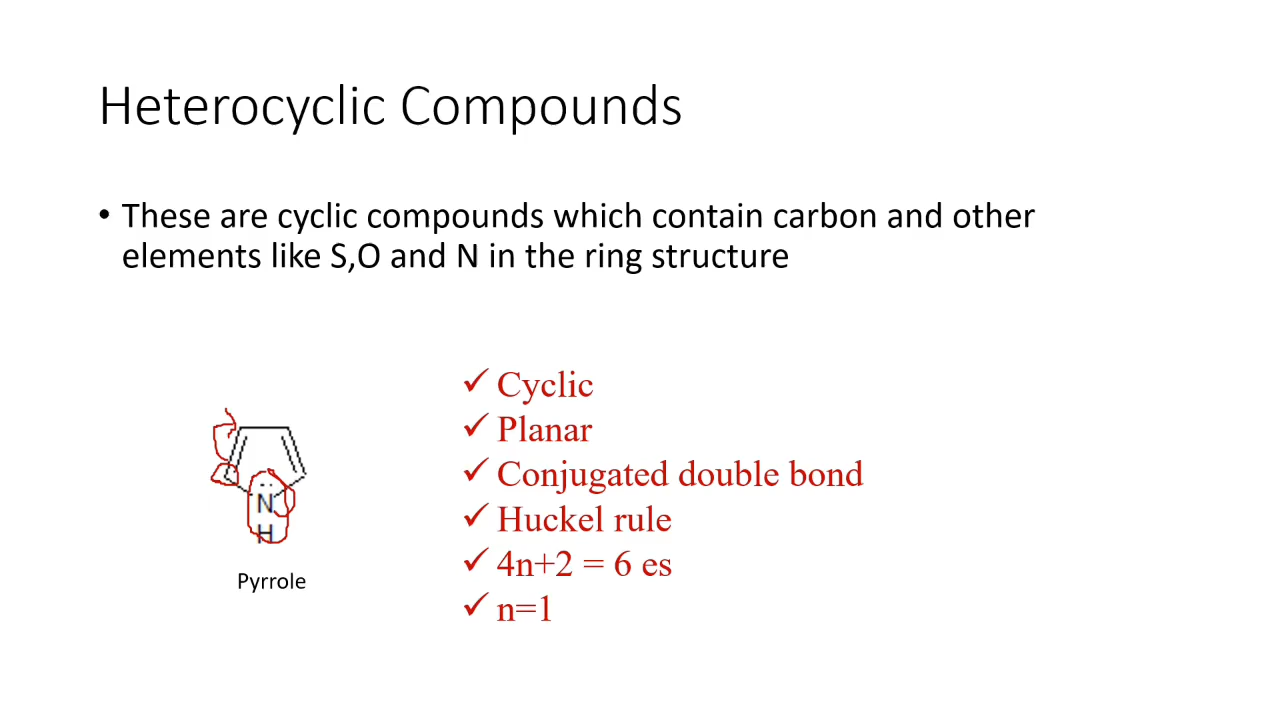 Heterocyclic Compounds
• These are cyclic compounds which contain carbon and other
elements like S,O and N in the ring structure
✓ Cyclic
✓ Planar
✓ Conjugated double bond
✓ Huckel rule
✓ 4n+2 = 6 es
✓ n=1
N
H
Pyrrole